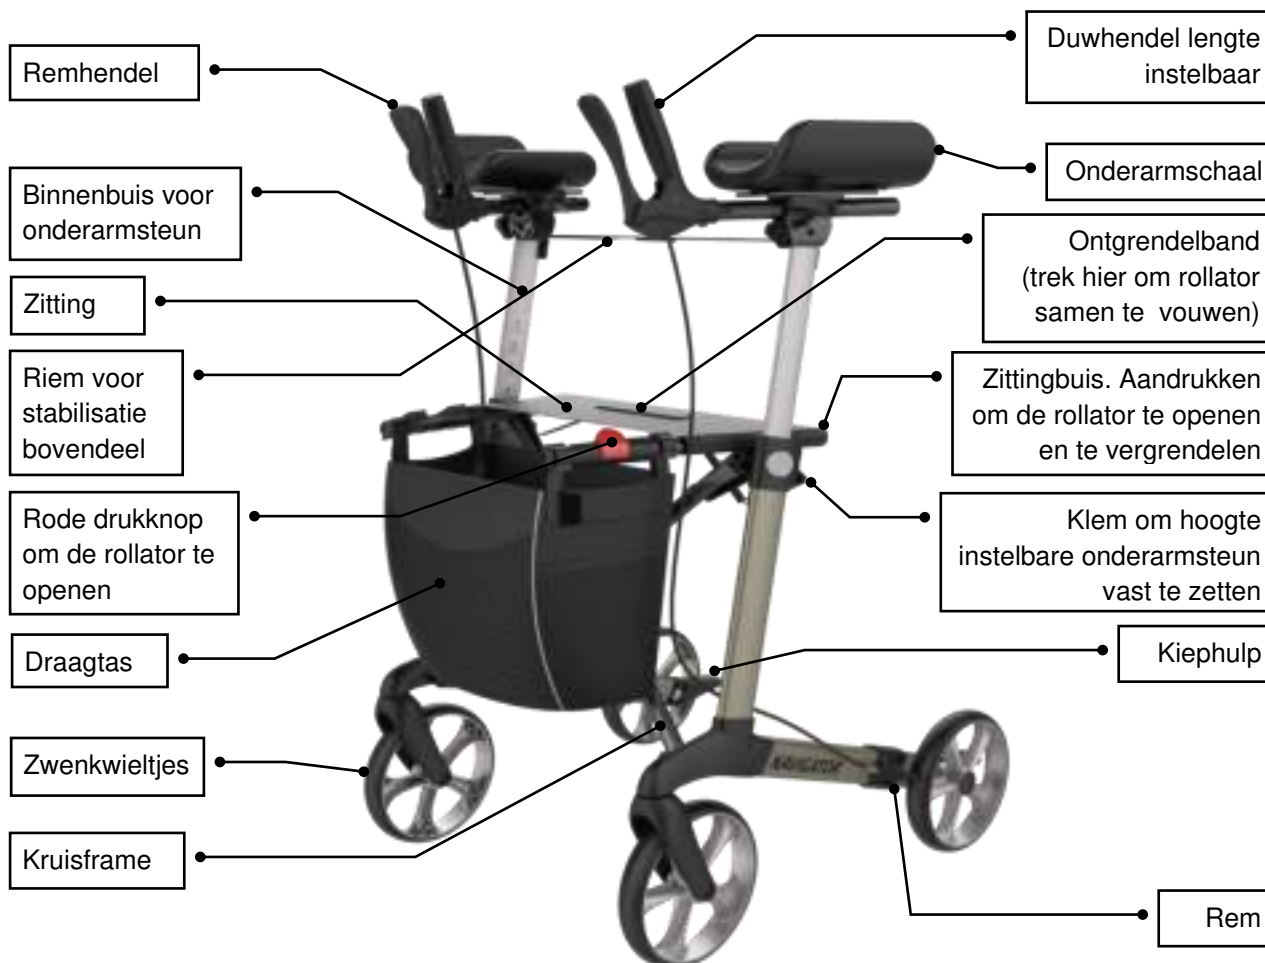 Remhendel
Binnenbuis voor
onderarmsteun
Zitting
Riem voor
stabilisatie
bovendeel
Rode drukknop
om de rollator te
openen
Draagtas
Zwenkwieltjes
Kruisframe
Duwhendel lengte
instelbaar
Onderarmschaal
Ontgrendelband
(trek hier om rollator
samen te vouwen)
Zittingbuis. Aandrukken
om de rollator te openen
en te vergrendelen
Klem om hoogte
instelbare onderarmsteun
vast te zetten
Kiephulp
Rem